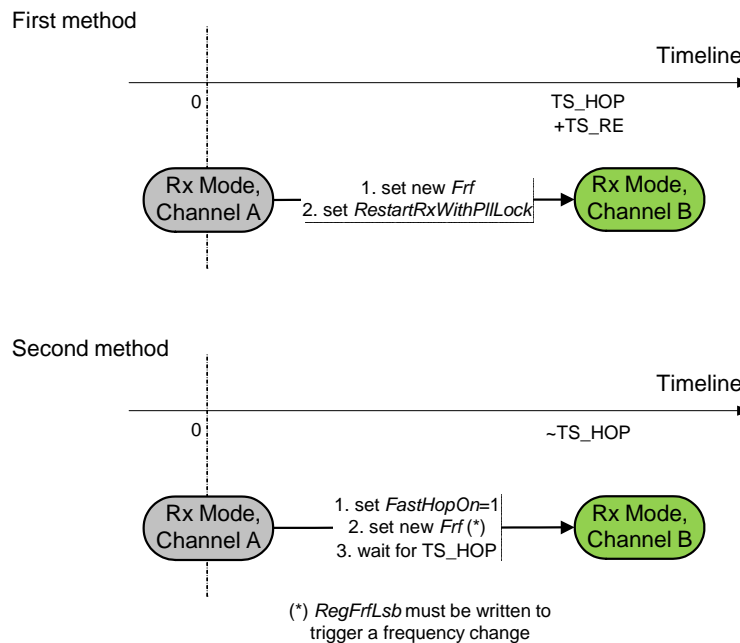 First method
Timeline
0
TS_HOP
+TS_RE
Rx Mode,
Channel A
1. set new Frf
2. set RestartRxWithPllLock
Rx Mode,
Channel B
Second method
Timeline
0
~TS_HOP
Rx Mode,
Channel A
1. set FastHopOn=1
2. set new Frf (*)
3. wait for TS_HOP
Rx Mode,
Channel B
(*) RegFrfLsb must be written to
trigger a frequency change